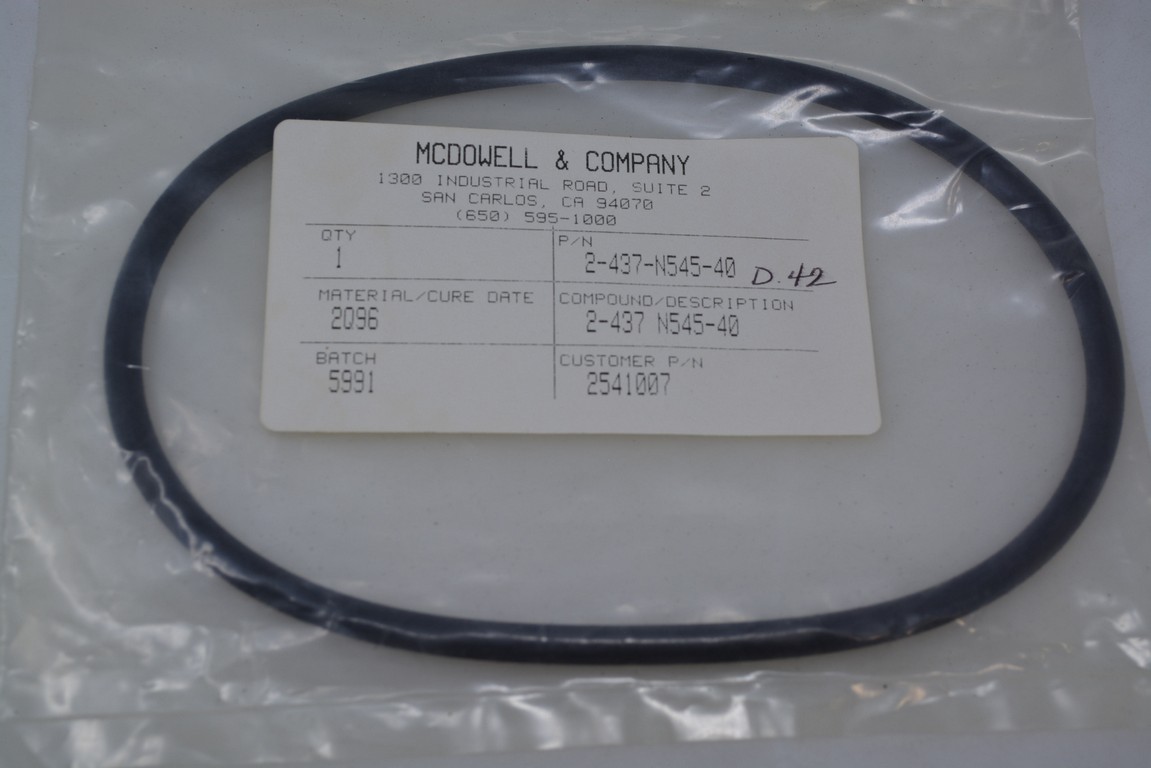 MCDOWELL & COMPANY
1300 INDUSTRIAL ROAD, SUITE 2
SAN CARLOS, CA 94070
(650) 595-1000
QTY
1
P/N
2-437-N545-40 D.42
MATERIAL/CURE DATE
2Q96
COMPOUND/DESCRIPTION
2-437 N545-40
BATCH
5991
CUSTOMER P/N
2541007